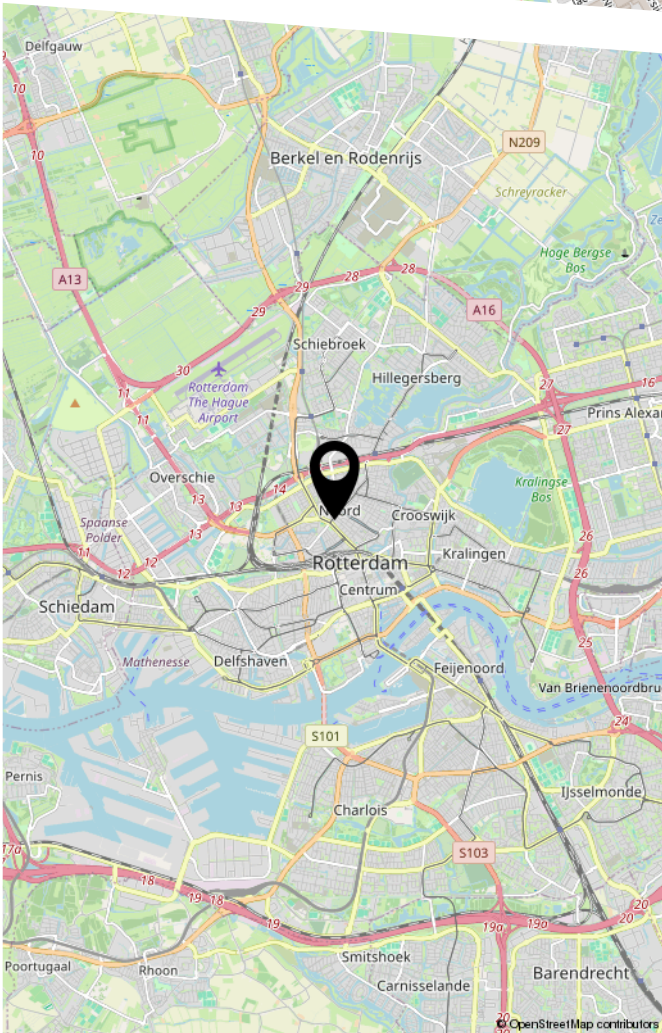 Delfgauw
10
10
Berkel en Rodenrijs
N209
Schreyracker
Hoge Bergse
Bos
A13
28
28
29
29
A16
Schiebroek
30
Rotterdam
The Hague
Airport
Hillegersberg
11
11
27
16
27
Prins Alexa
Overschie
14
13
13
13
Noord
Crooswijk
Kralingse
Bos
Spaanse
Polder
11
12
12
26
26
Kralingen
Rotterdam
Centrum
Schiedam
25
Mathenesse
Delfshaven
Feijenoord
Van Brienenoordbru
24
S101
Pernis
IJsselmonde
Charlois
17a
S103
18
19
18
19
19a
19a
20
20
Poortugaal
Rhoon
Smitshoek
Carnisselande
Barendrecht
20
20
© OpenStreetMap contributors